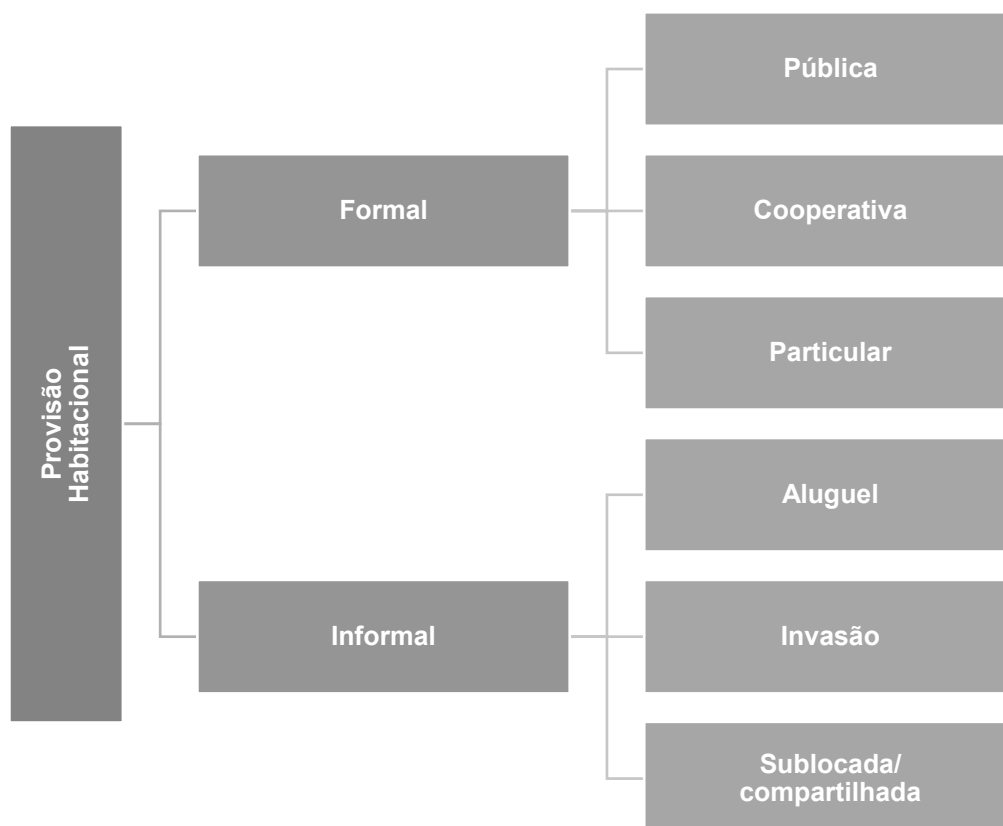 Provisão
Habitacional
Formal
Pública
Cooperativa
Particular
Informal
Aluguel
Invasão
Sublocada/
compartilhada